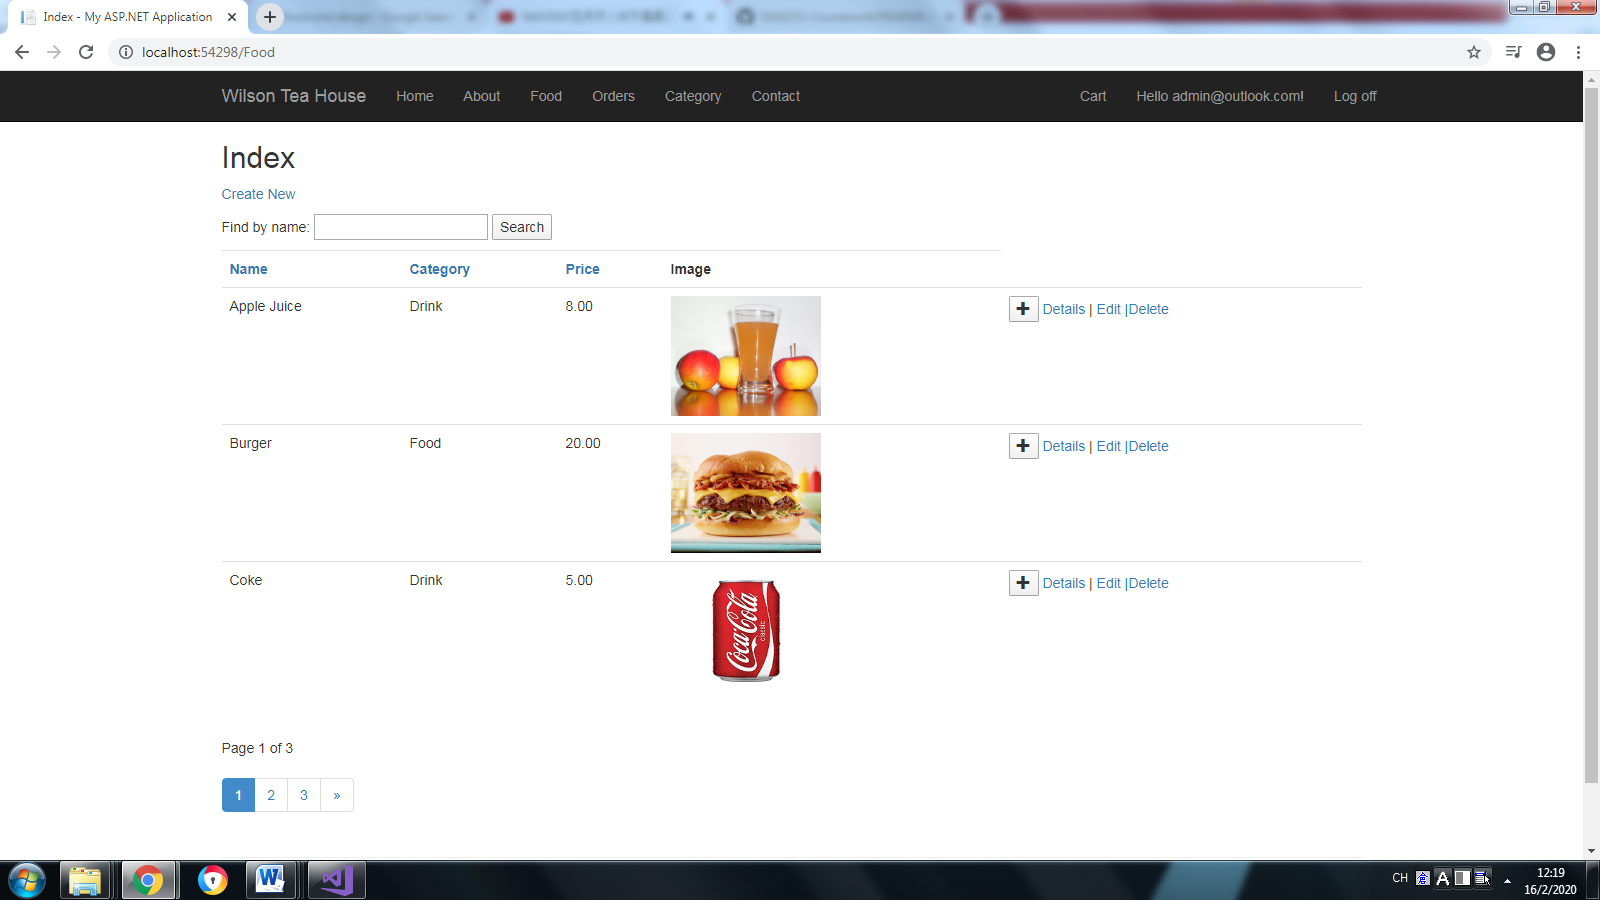 Index - My ASP.NET Application
localhost:54298/Food
Wilson Tea House Home About Food Orders Category Contact Cart Hello admin@outlook.com! Log off
Index
Create New
Find by name: Search
Name Category Price Image
Apple Juice Drink 8.00 Details | Edit |Delete
Burger Food 20.00 Details | Edit |Delete
Coke Drink 5.00 Details | Edit |Delete
Coca-Cola
classic
Page 1 of 3
1 2 3 »
CH A 12:19
16/2/2020